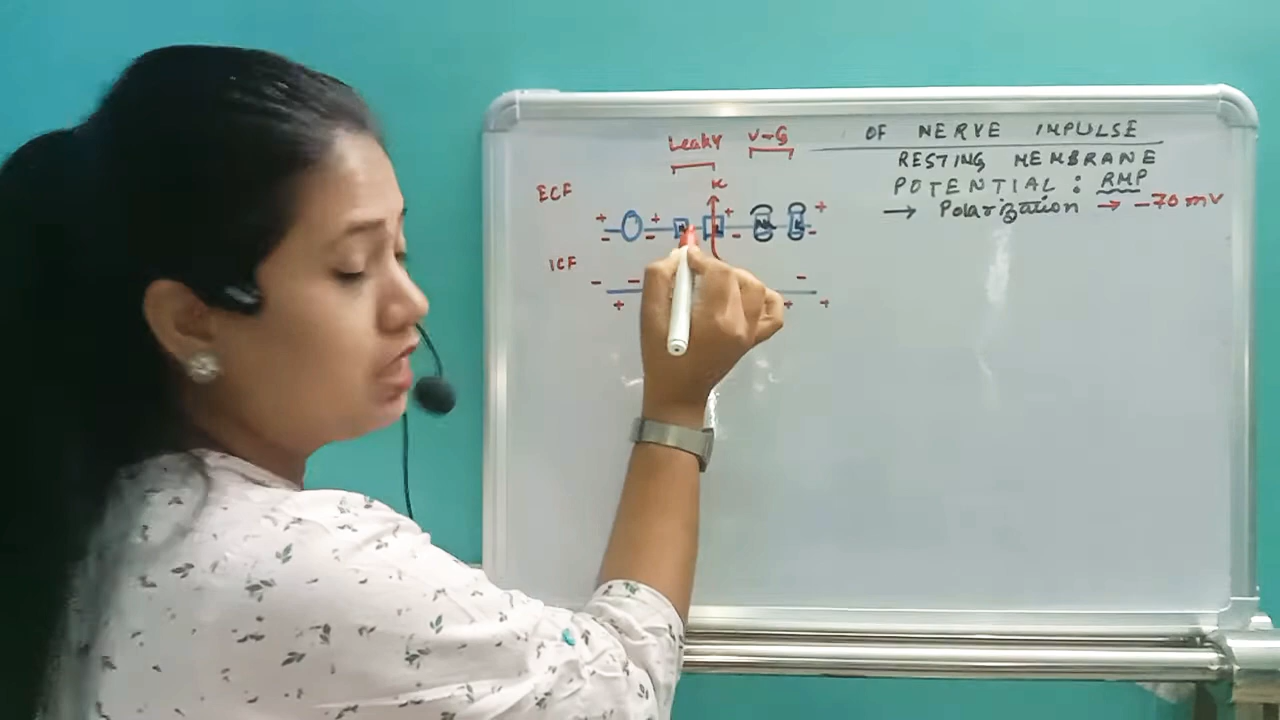 OF NERVE IMPULSE
RESTING MEMBRANE
POTENTIAL : RMP
→ Polarization → -70 mV
Leaky V-G
K
ECF
+ + + +
- - - -
ICF
- - -
+ + +